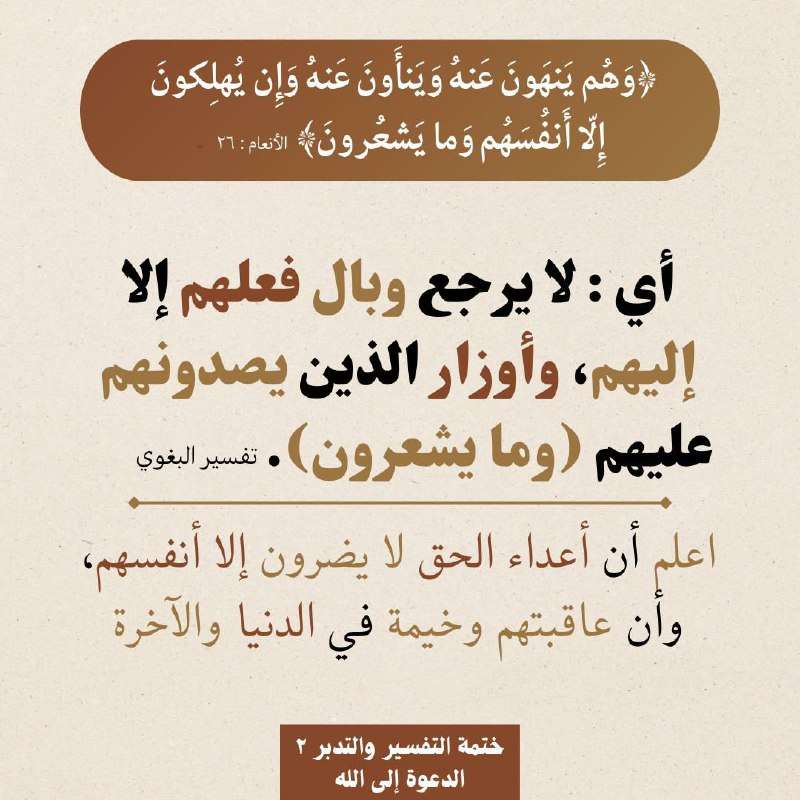 ﴿وَهُم يَنهَونَ عَنهُ وَيَنأَونَ عَنهُ وَإِن يُهلِكونَ
إِلّا أَنفُسَهُم وَما يَشعُرونَ﴾ الأنعام : ٢٦
أي : لا يرجع وبال فعلهم إلا
إليهم، وأوزار الذين يصدونهم
عليهم (وما يشعرون). تفسير البغوي
اعلم أن أعداء الحق لا يضرون إلا أنفسهم،
وأن عاقبتهم وخيمة في الدنيا والآخرة
ختمة التفسير والتدبر ٢
الدعوة إلى الله